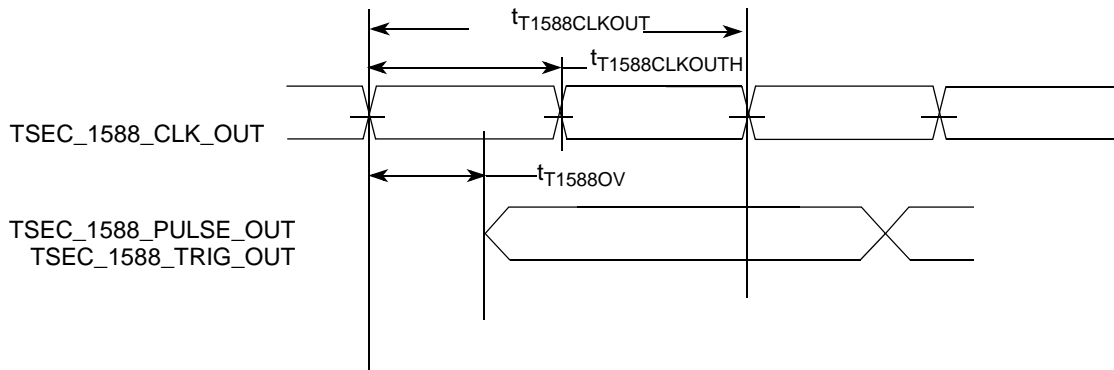 tT1588CLKOUT
tT1588CLKOUTH
TSEC_1588_CLK_OUT
tT1588OV
TSEC_1588_PULSE_OUT
TSEC_1588_TRIG_OUT